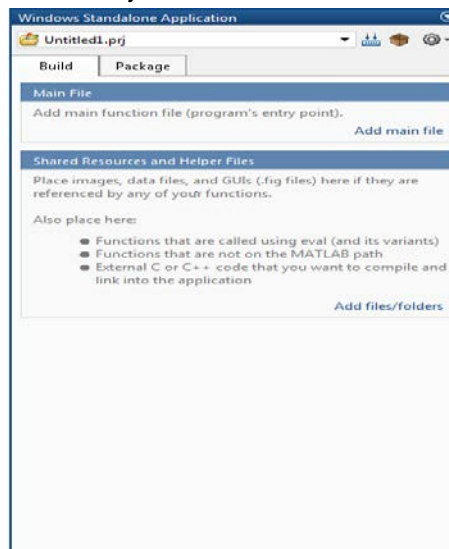 Windows Standalone Application
Untitled1.prj
Build Package
Main File
Add main function file (program's entry point).
Add main file
Shared Resources and Helper Files
Place images, data files, and GUIs (.fig files) here if they are
referenced by any of your functions.
Also place here:
Functions that are called using eval (and its variants)
Functions that are not on the MATLAB path
External C or C++ code that you want to compile and
link into the application
Add files/folders